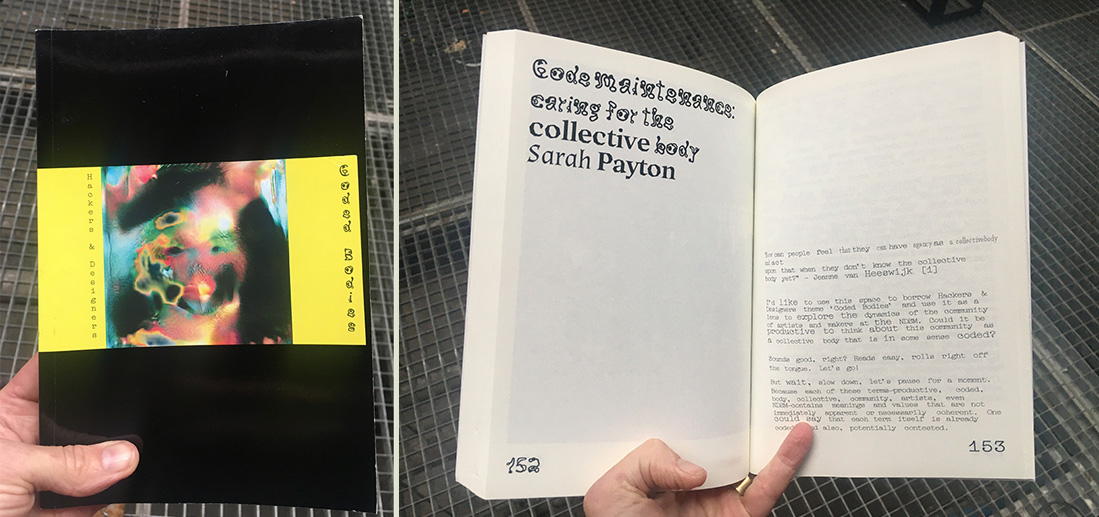 Hackers & Designers
Coded Bodies
Code Maintenance:
caring for the
collective body
Sarah Payton
152
can people feel that they can have agency as a collectivebody
upon that when they don't know the collective
body yet?" - Jeanne van Heeswijk [1]
I'd like to use this space to borrow Hackers &
Designers theme 'Coded Bodies' and use it as a
lens to explore the dynamics of the community
of artists and makers at the NDSM. Could it be
productive to think about this community as
a collective body that is in some sense coded?
Sounds good, right? Reads easy, rolls right off
the tongue. Let's go!
But wait, slow down, let's pause for a moment.
Because each of these terms-productive, coded,
body, collective, community, artists, even
NDSM-contains meanings and values that are not
immediately apparent or necessarily coherent. One
could say that each term itself is already
coded and also, potentially contested.
153